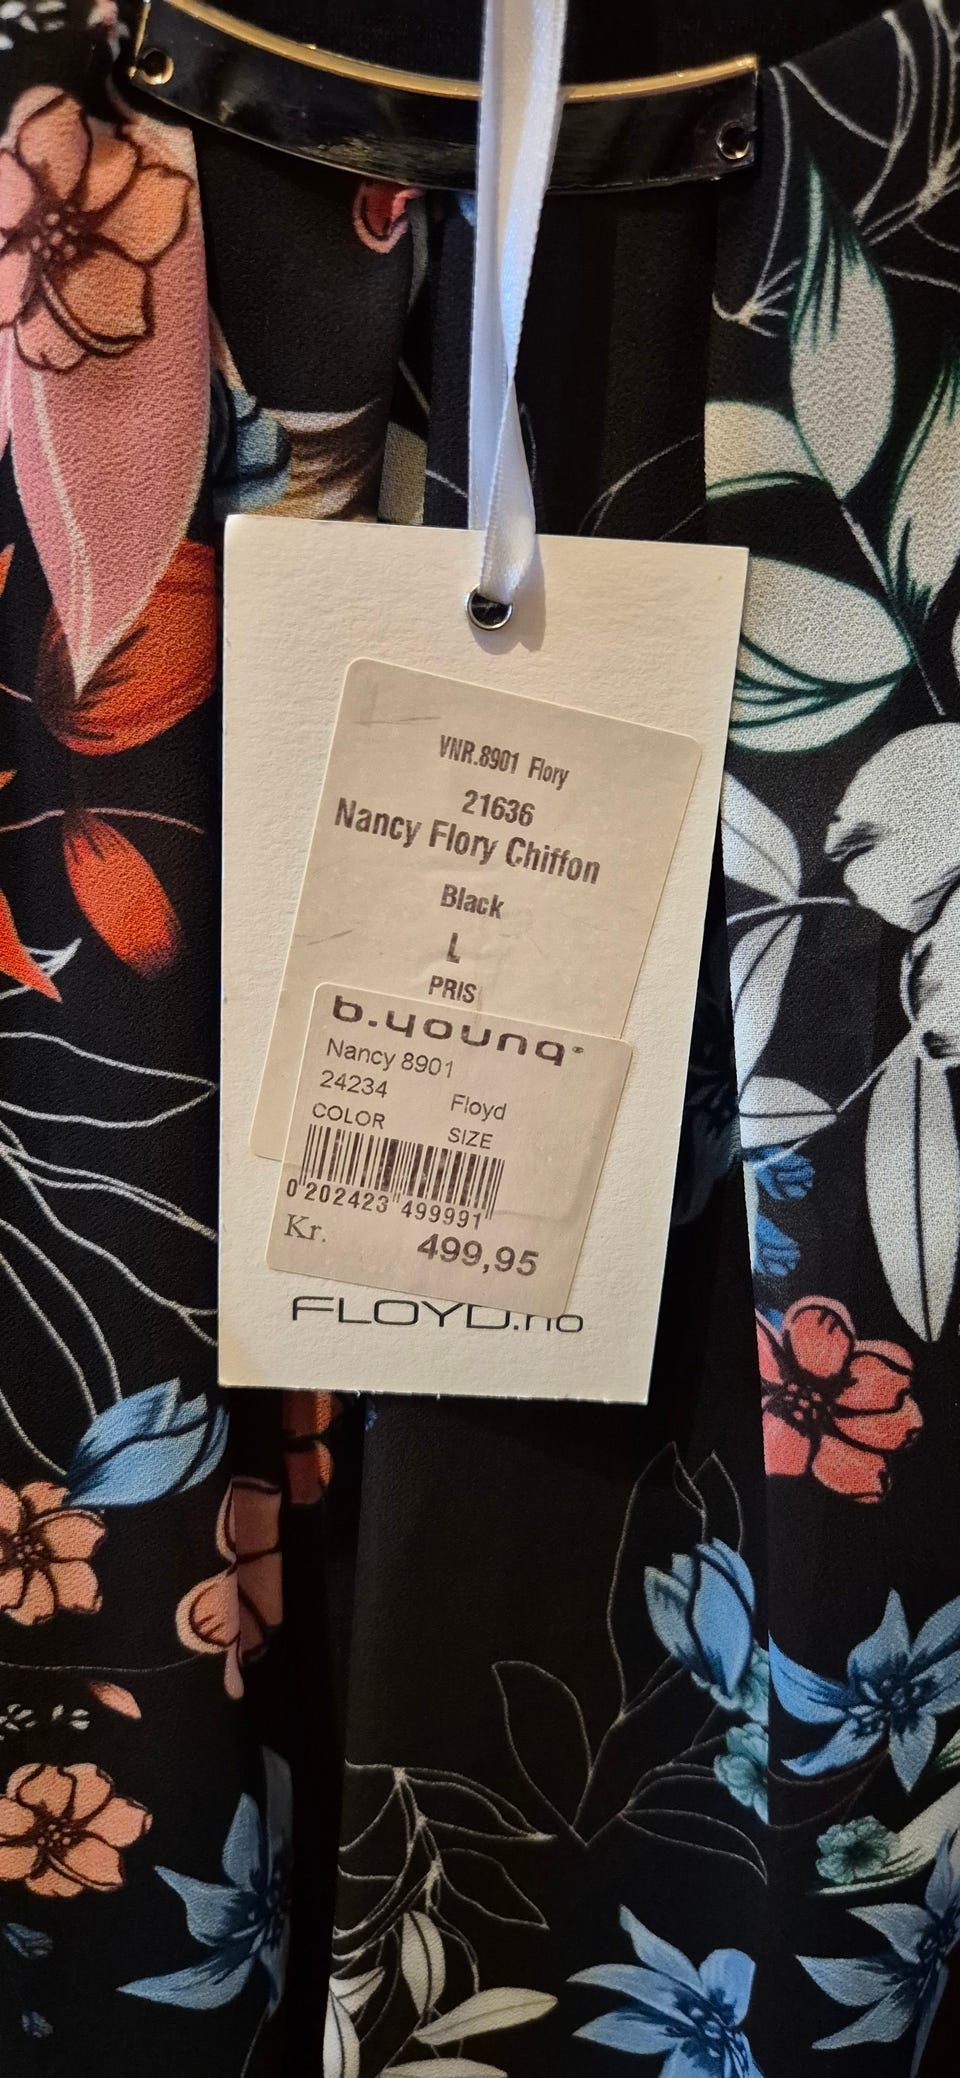 VNR.8901 Flory
21636
Nancy Flory Chiffon
Black
L
PRIS
b.young®
Nancy 8901
24234 Floyd
COLOR SIZE
0 202423 499991
Kr. 499,95
FLOYD.no